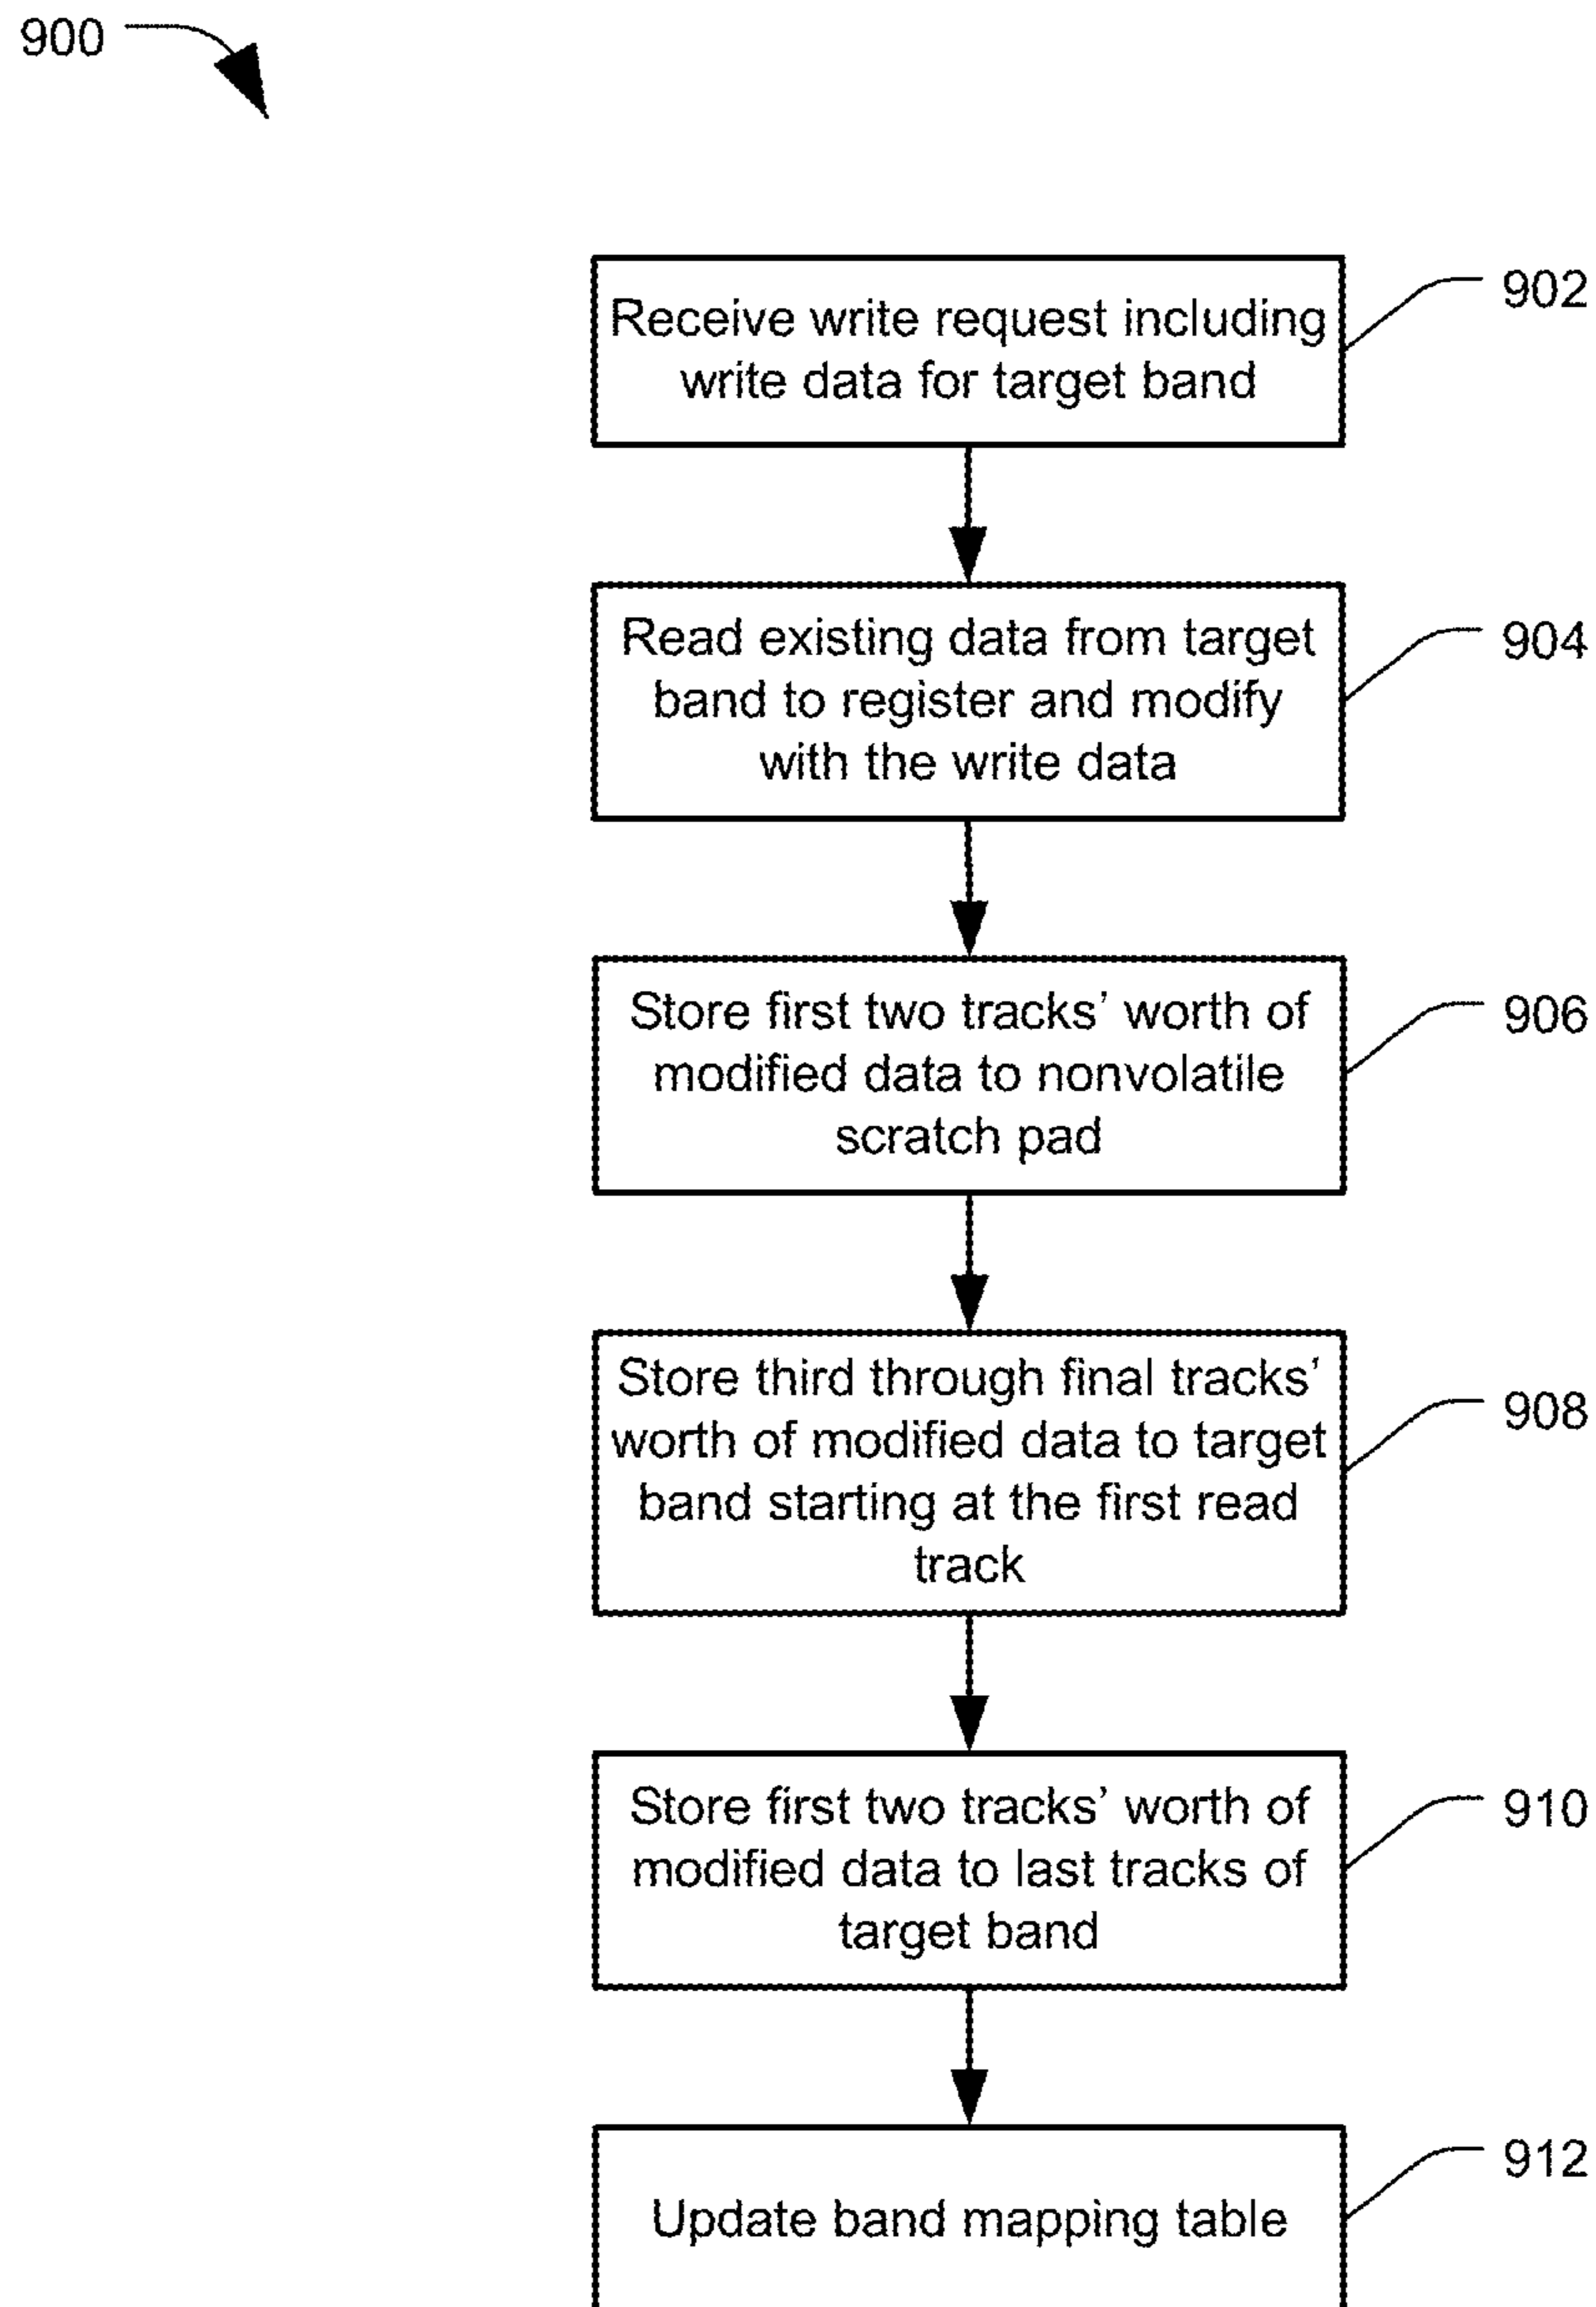 900
Receive write request including
write data for target band
902
Read existing data from target
band to register and modify
with the write data
904
Store first two tracks’ worth of
modified data to nonvolatile
scratch pad
906
Store third through final tracks’
worth of modified data to target
band starting at the first read
track
908
Store first two tracks’ worth of
modified data to last tracks of
target band
910
Update band mapping table
912